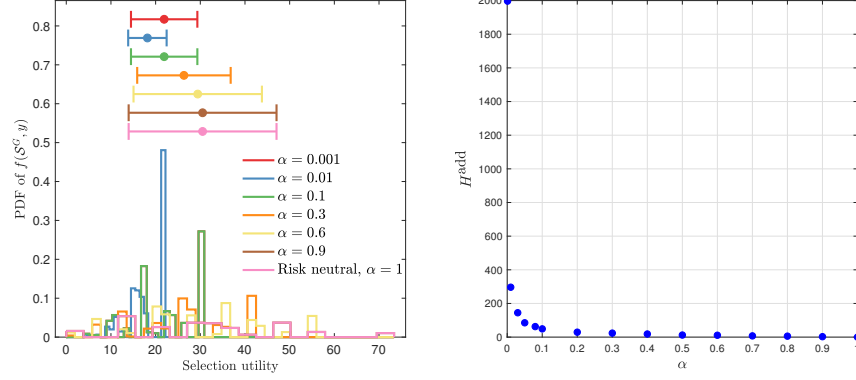 0.8
0.7
0.6
0.5
0.4
0.3
0.2
0.1
0
PDF of f(𝒮^G, y)
α = 0.001
α = 0.01
α = 0.1
α = 0.3
α = 0.6
α = 0.9
Risk neutral, α = 1
0 10 20 30 40 50 60 70
Selection utility
2000
1800
1600
1400
1200
1000
800
600
400
200
0
H^add
0 0.1 0.2 0.3 0.4 0.5 0.6 0.7 0.8 0.9
α